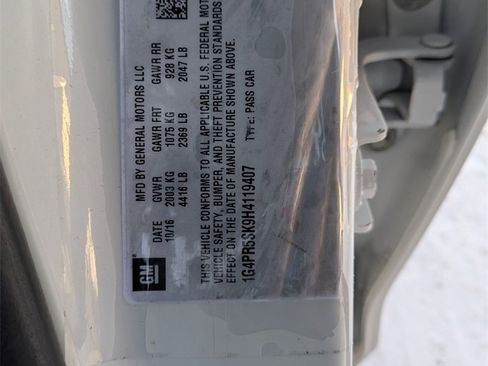 MFD BY GENERAL MOTORS LLC
DATE GVWR GAWR FRT GAWR RR
10/16 2003 KG 1075 KG 928 KG
4416 LB 2369 LB 2047 LB
THIS VEHICLE CONFORMS TO ALL APPLICABLE U.S. FEDERAL MOTOR
VEHICLE SAFETY, BUMPER, AND THEFT PREVENTION STANDARDS IN
EFFECT ON THE DATE OF MANUFACTURE SHOWN ABOVE.
1G4PR5SK9H4119407 TYPE: PASS CAR
GM